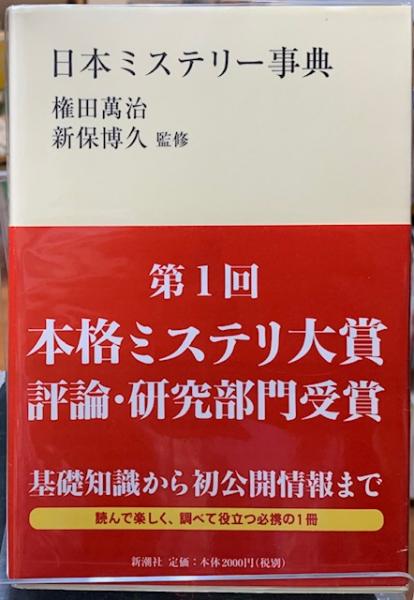 日本ミステリー事典
権田萬治
新保博久 監修
第1回
本格ミステリ大賞
評論・研究部門受賞
基礎知識から初公開情報まで
読んで楽しく、調べて役立つ必携の1冊
新潮社 定価：本体2000円(税別)